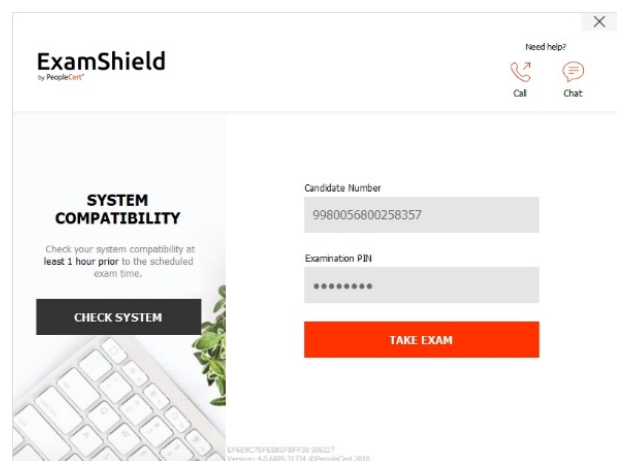 Need help?
ExamShield
by PeopleCert
Call
Chat
SYSTEM
COMPATIBILITY
Check your system compatibility at
least 1 hour prior to the scheduled
exam time.
CHECK SYSTEM
Candidate Number
9980056800258357
Examination PIN
●●●●●●●●
TAKE EXAM
©PeopleCert